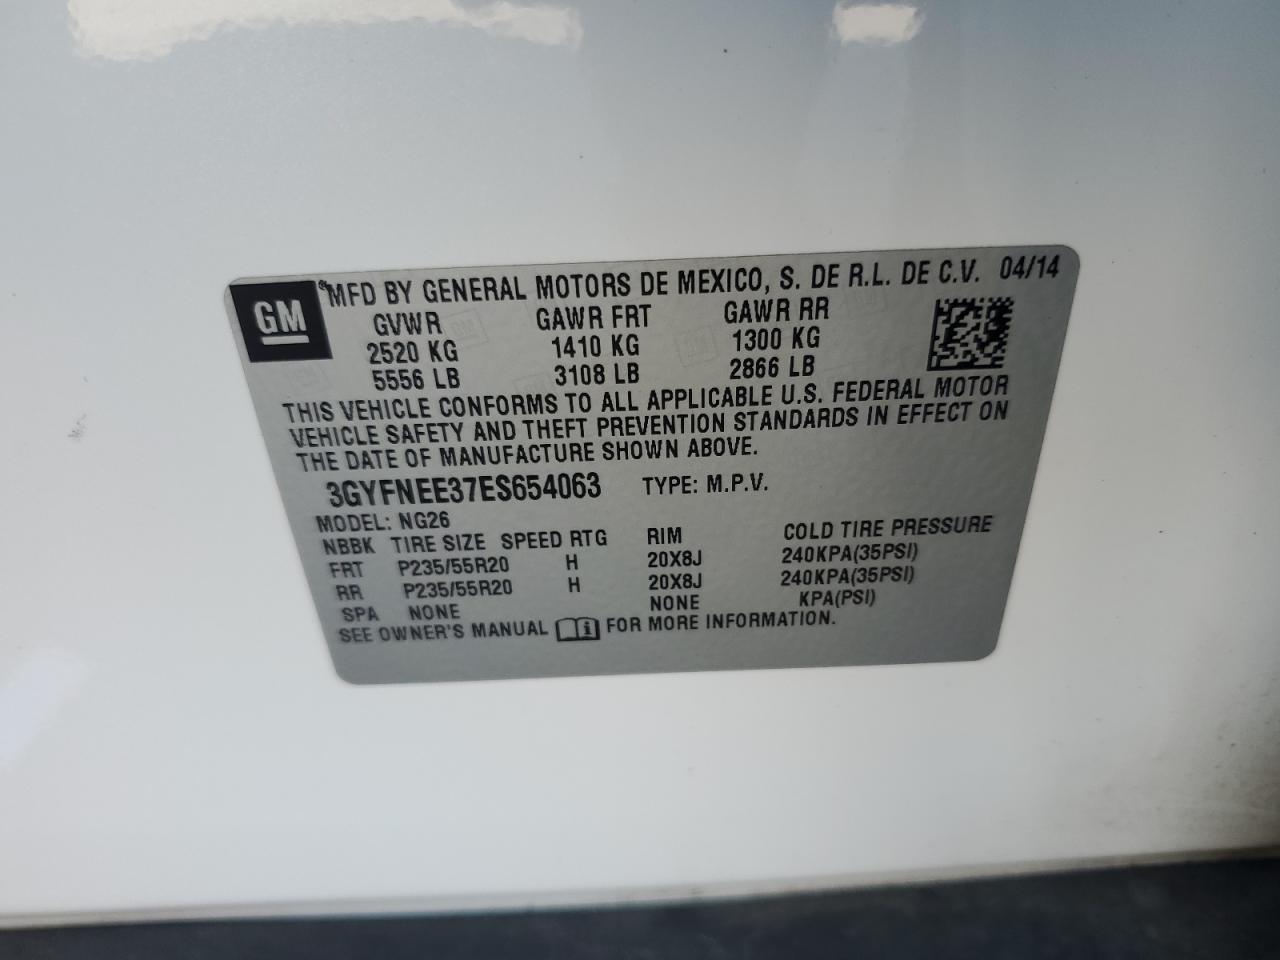 GM
MFD BY GENERAL MOTORS DE MEXICO, S. DE R.L. DE C.V. 04/14
GVWR GAWR FRT GAWR RR
2520 KG 1410 KG 1300 KG
5556 LB 3108 LB 2866 LB
THIS VEHICLE CONFORMS TO ALL APPLICABLE U.S. FEDERAL MOTOR
VEHICLE SAFETY AND THEFT PREVENTION STANDARDS IN EFFECT ON
THE DATE OF MANUFACTURE SHOWN ABOVE.
3GYFNEE37ES654063 TYPE: M.P.V.
MODEL: NG26
NBBK TIRE SIZE SPEED RTG RIM COLD TIRE PRESSURE
FRT P235/55R20 H 20X8J 240KPA(35PSI)
RR P235/55R20 H 20X8J 240KPA(35PSI)
SPA NONE NONE KPA(PSI)
SEE OWNER'S MANUAL i FOR MORE INFORMATION.